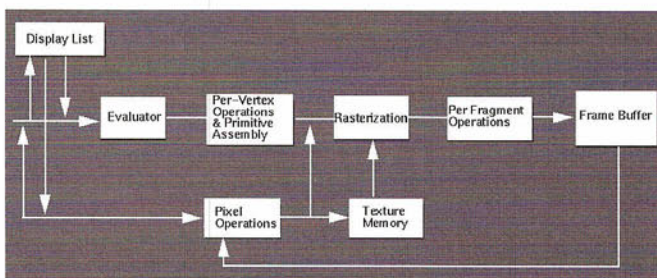 Display List
Evaluator
Per-Vertex
Operations
& Primitive
Assembly
Rasterization
Per Fragment
Operations
Frame Buffer
Pixel
Operations
Texture
Memory